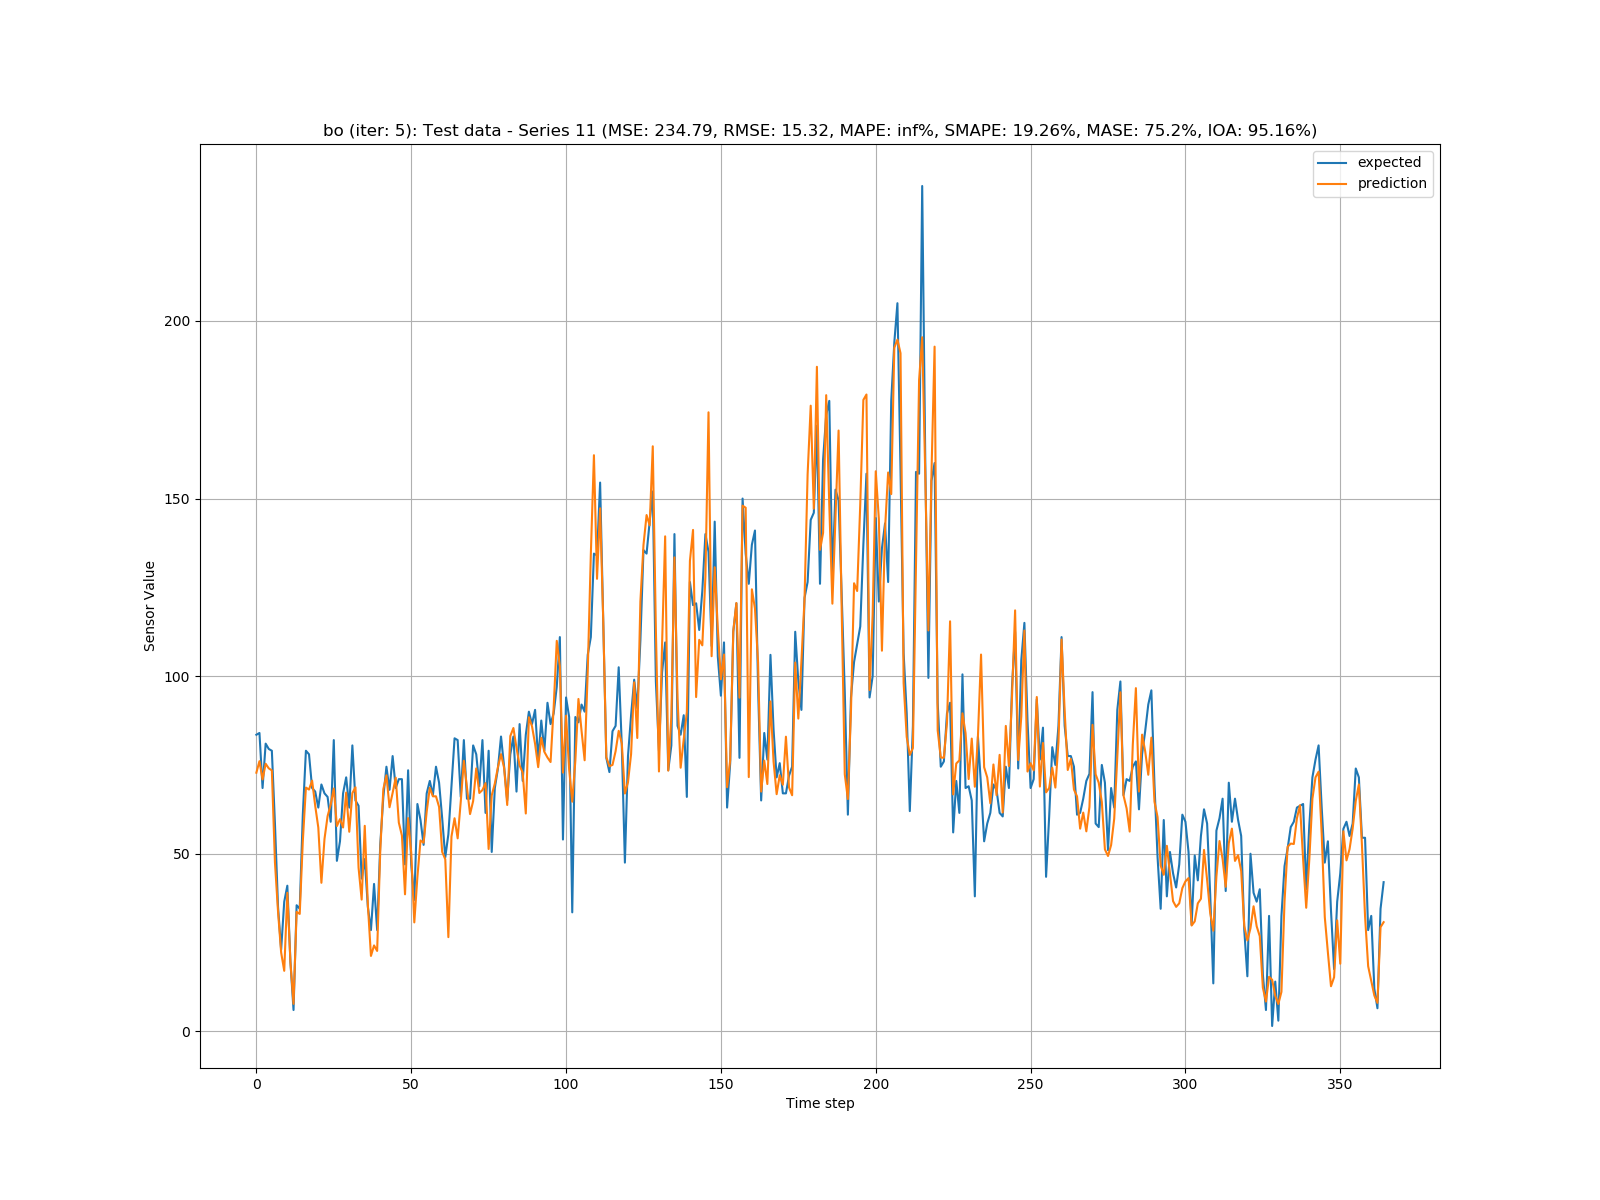 bo (iter: 5): Test data - Series 11 (MSE: 234.79, RMSE: 15.32, MAPE: inf%, SMAPE: 19.26%, MASE: 75.2%, IOA: 95.16%)
expected
prediction
200
150
100
50
0
Sensor Value
0 50 100 150 200 250 300 350
Time step